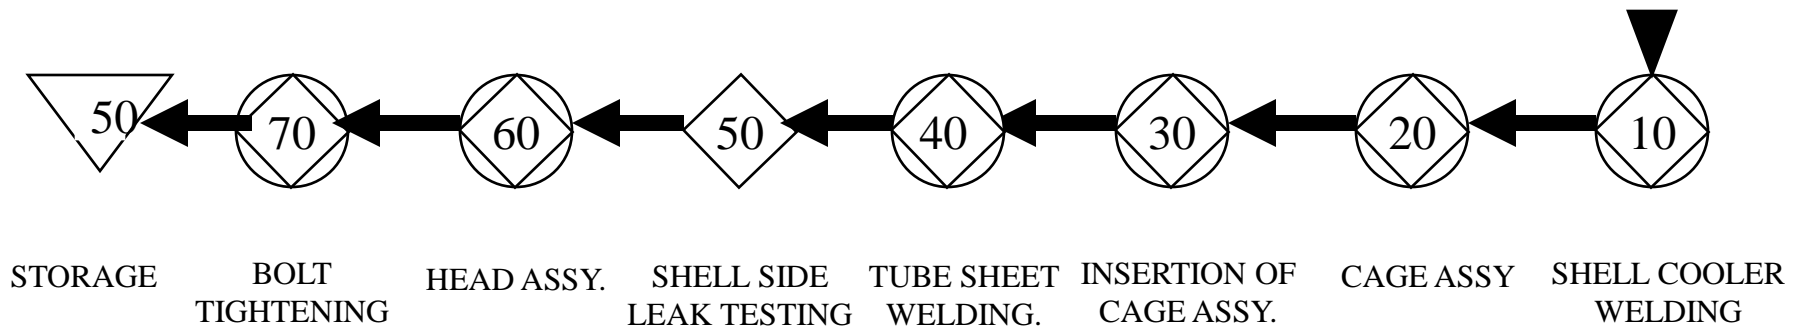 50
70
60
50
40
30
20
10
STORAGE
BOLT
TIGHTENING
HEAD ASSY.
SHELL SIDE
LEAK TESTING
TUBE SHEET
WELDING.
INSERTION OF
CAGE ASSY.
CAGE ASSY
SHELL COOLER
WELDING